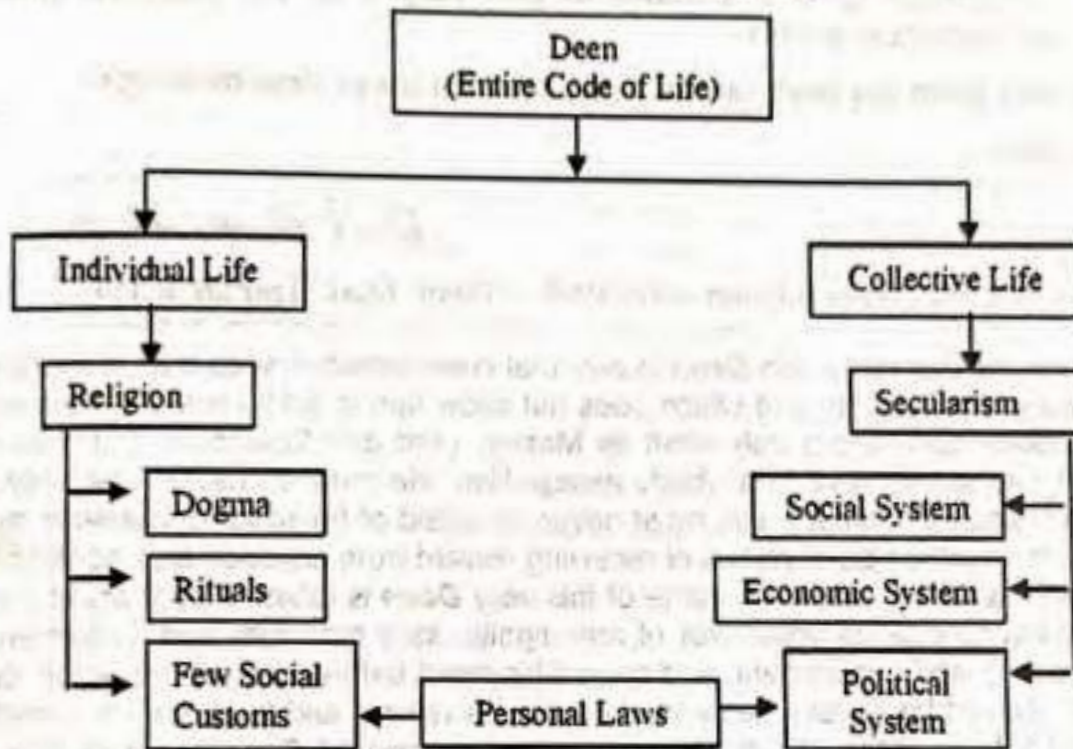 Deen
(Entire Code of Life)
Individual Life
Collective Life
Religion
Secularism
Dogma
Social System
Rituals
Economic System
Few Social
Customs
Personal Laws
Political
System